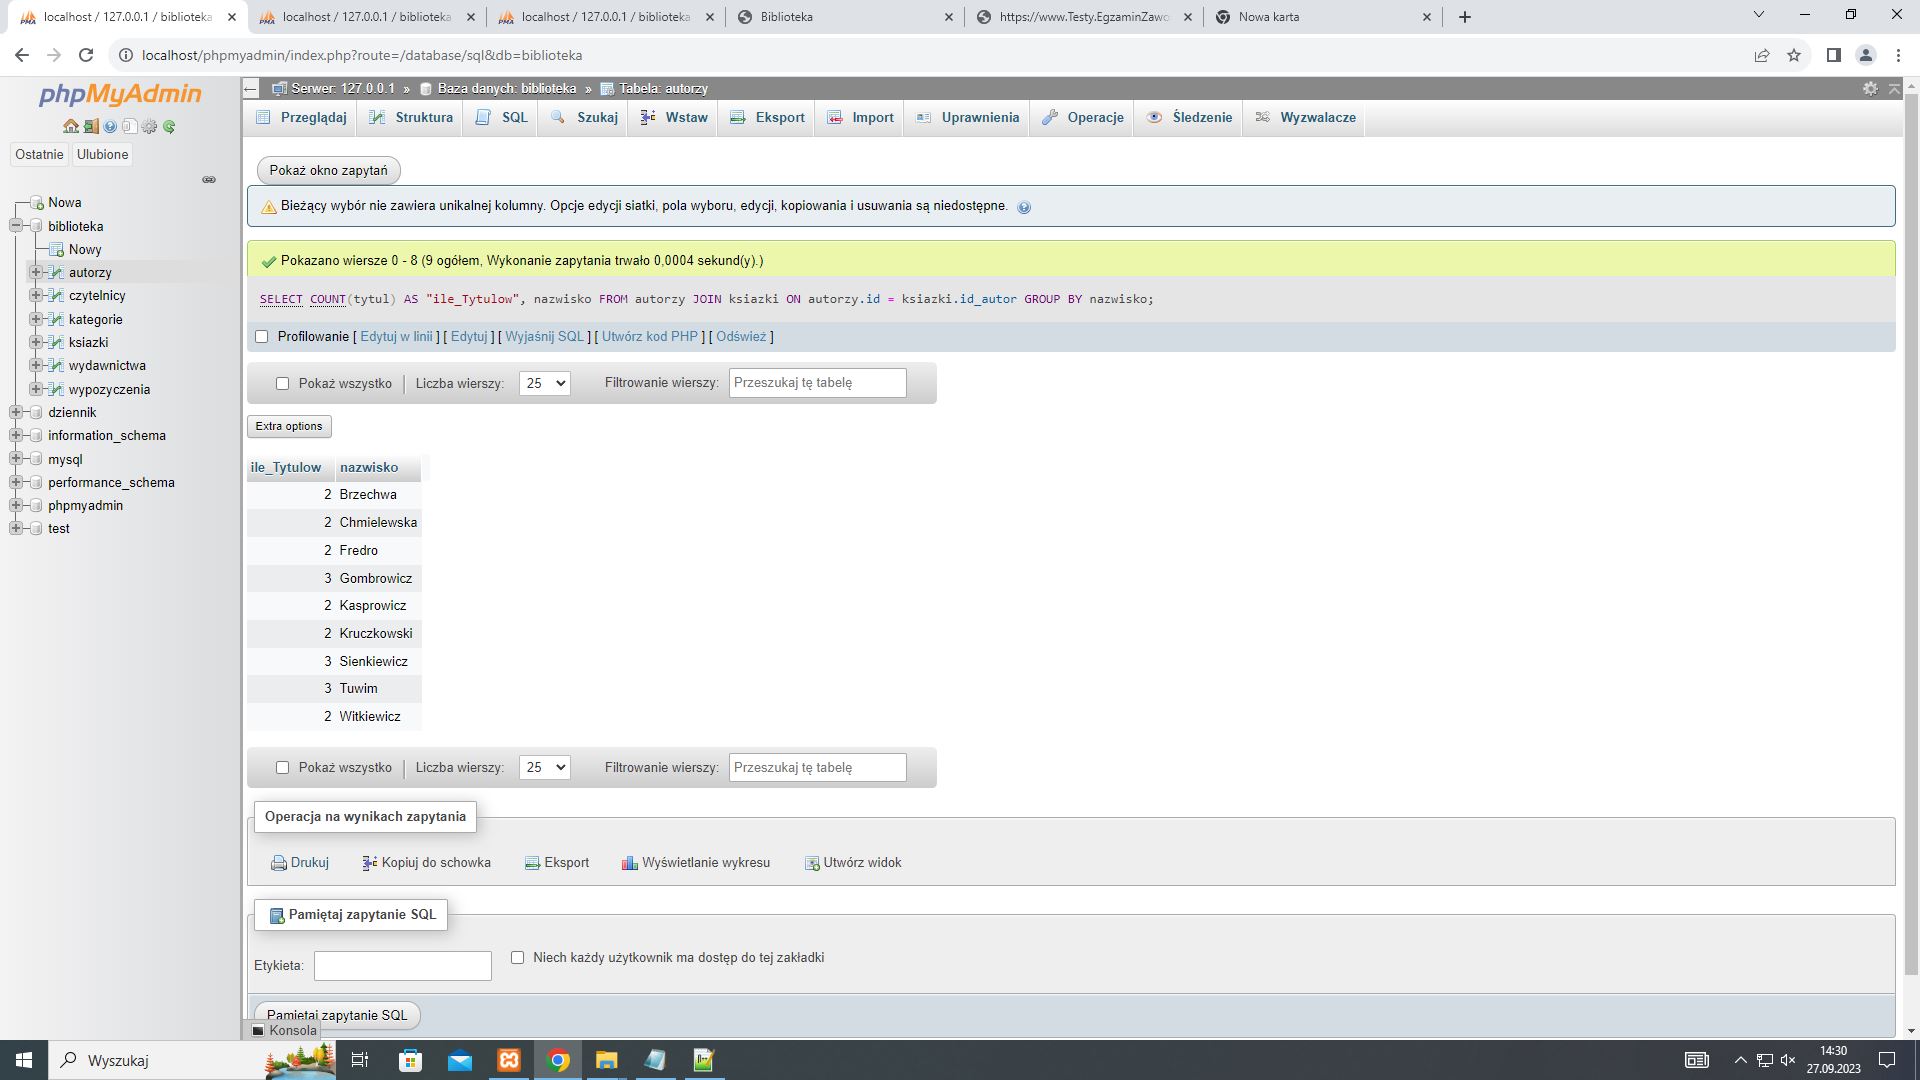 localhost / 127.0.0.1 / biblioteka
localhost / 127.0.0.1 / biblioteka
localhost / 127.0.0.1 / biblioteka
Biblioteka
https://www.Testy.EgzaminZawo
Nowa karta
localhost/phpmyadmin/index.php?route=/database/sql&db=biblioteka
phpMyAdmin
Ostatnie Ulubione
Nowa
biblioteka
Nowy
autorzy
czytelnicy
kategorie
ksiazki
wydawnictwa
wypozyczenia
dziennik
information_schema
mysql
performance_schema
phpmyadmin
test
Serwer: 127.0.0.1 » Baza danych: biblioteka » Tabela: autorzy
Przeglądaj Struktura SQL Szukaj Wstaw Eksport Import Uprawnienia Operacje Śledzenie Wyzwalacze
Pokaż okno zapytań
Bieżący wybór nie zawiera unikalnej kolumny. Opcje edycji siatki, pola wyboru, edycji, kopiowania i usuwania są niedostępne.
Pokazano wiersze 0 - 8 (9 ogółem, Wykonanie zapytania trwało 0,0004 sekund(y).)
SELECT COUNT(tytul) AS "ile_Tytulow", nazwisko FROM autorzy JOIN ksiazki ON autorzy.id = ksiazki.id_autor GROUP BY nazwisko;
Profilowanie [ Edytuj w linii ] [ Edytuj ] [ Wyjaśnij SQL ] [ Utwórz kod PHP ] [ Odśwież ]
Pokaż wszystko | Liczba wierszy: 25 Filtrowanie wierszy: Przeszukaj tę tabelę
Extra options
ile_Tytulow nazwisko
2 Brzechwa
2 Chmielewska
2 Fredro
3 Gombrowicz
2 Kasprowicz
2 Kruczkowski
3 Sienkiewicz
3 Tuwim
2 Witkiewicz
Pokaż wszystko | Liczba wierszy: 25 Filtrowanie wierszy: Przeszukaj tę tabelę
Operacja na wynikach zapytania
Drukuj Kopiuj do schowka Eksport Wyświetlanie wykresu Utwórz widok
Pamiętaj zapytanie SQL
Etykieta: Niech każdy użytkownik ma dostęp do tej zakładki
Pamiętaj zapytanie SQL
Konsola
Wyszukaj
14:30
27.09.2023